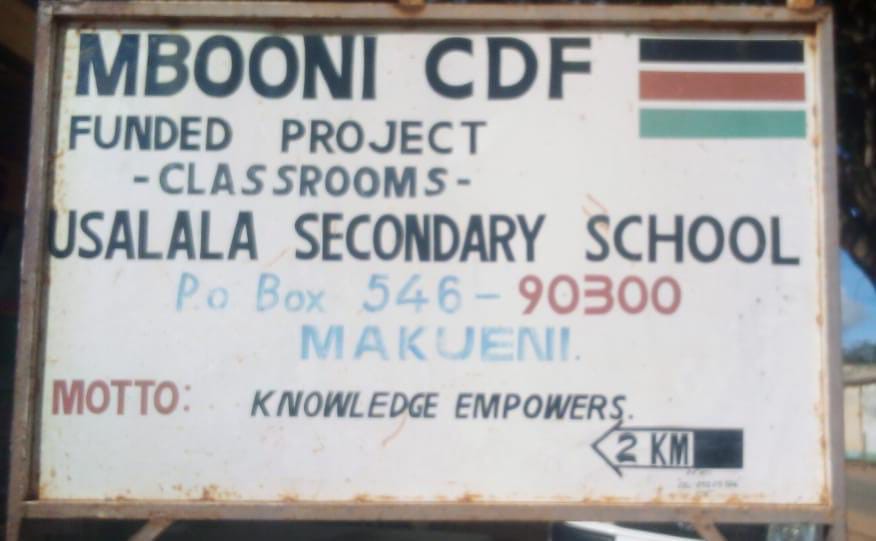 MBOONI CDF
FUNDED PROJECT
-CLASSROOMS-
USALALA SECONDARY SCHOOL
P.o Box 546-90300
MAKUENI.
MOTTO: KNOWLEDGE EMPOWERS.
2 KM